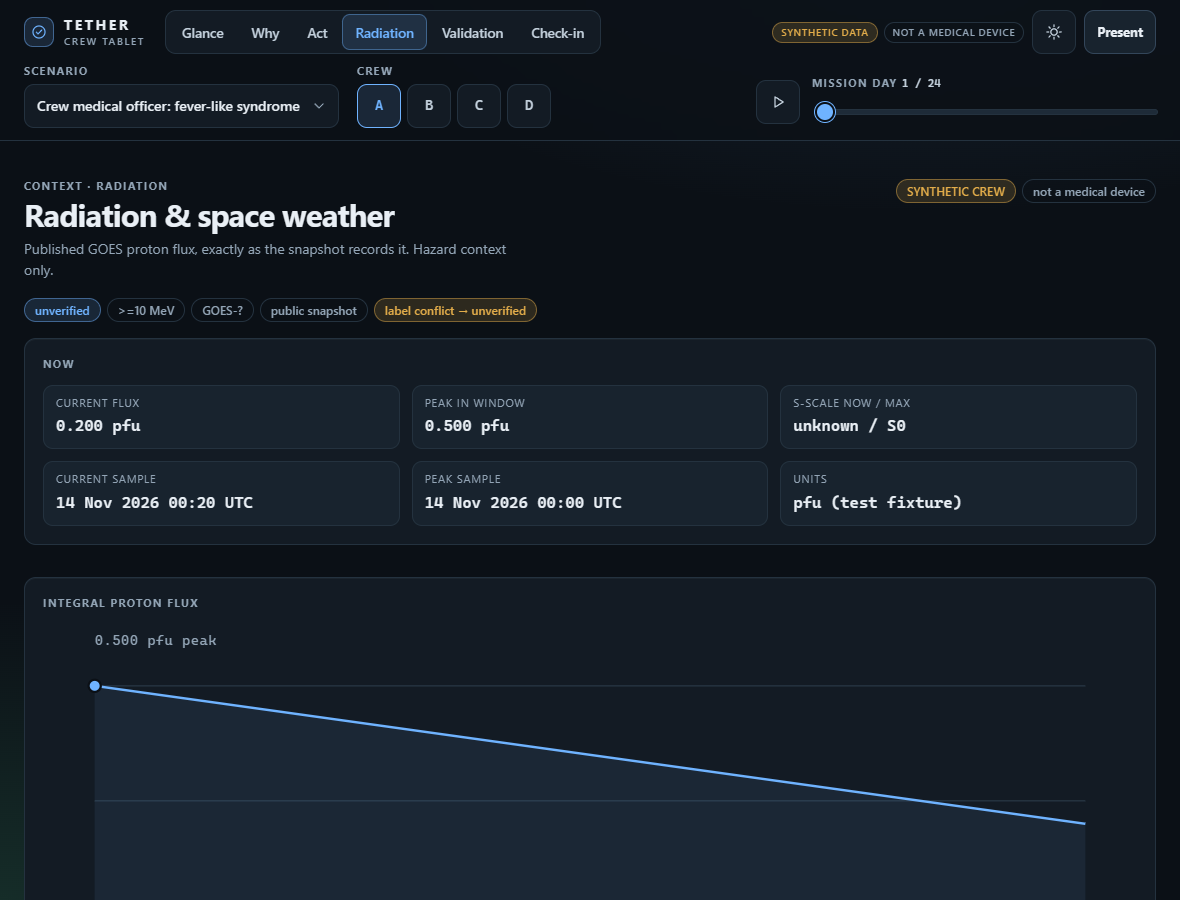 TETHER
CREW TABLET
Glance Why Act Radiation Validation Check-in
SYNTHETIC DATA NOT A MEDICAL DEVICE Present
SCENARIO
Crew medical officer: fever-like syndrome
CREW
A B C D
MISSION DAY 1 / 24
CONTEXT · RADIATION
Radiation & space weather
Published GOES proton flux, exactly as the snapshot records it. Hazard context
only.
SYNTHETIC CREW not a medical device
unverified >=10 MeV GOES-? public snapshot label conflict → unverified
NOW
CURRENT FLUX
0.200 pfu
PEAK IN WINDOW
0.500 pfu
S-SCALE NOW / MAX
unknown / S0
CURRENT SAMPLE
14 Nov 2026 00:20 UTC
PEAK SAMPLE
14 Nov 2026 00:00 UTC
UNITS
pfu (test fixture)
INTEGRAL PROTON FLUX
0.500 pfu peak